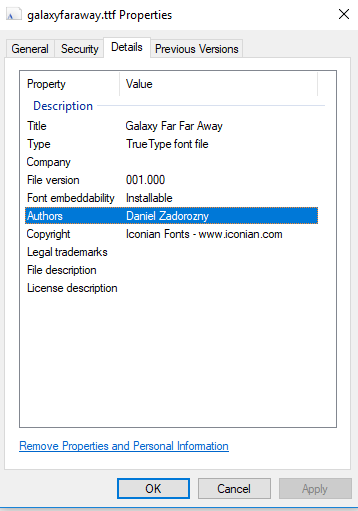 galaxyfaraway.ttf Properties
General Security Details Previous Versions
Property Value
Description
Title Galaxy Far Far Away
Type TrueType font file
Company
File version 001.000
Font embeddability Installable
Authors Daniel Zadorozny
Copyright Iconian Fonts - www.iconian.com
Legal trademarks
File description
License description
Remove Properties and Personal Information
OK Cancel Apply